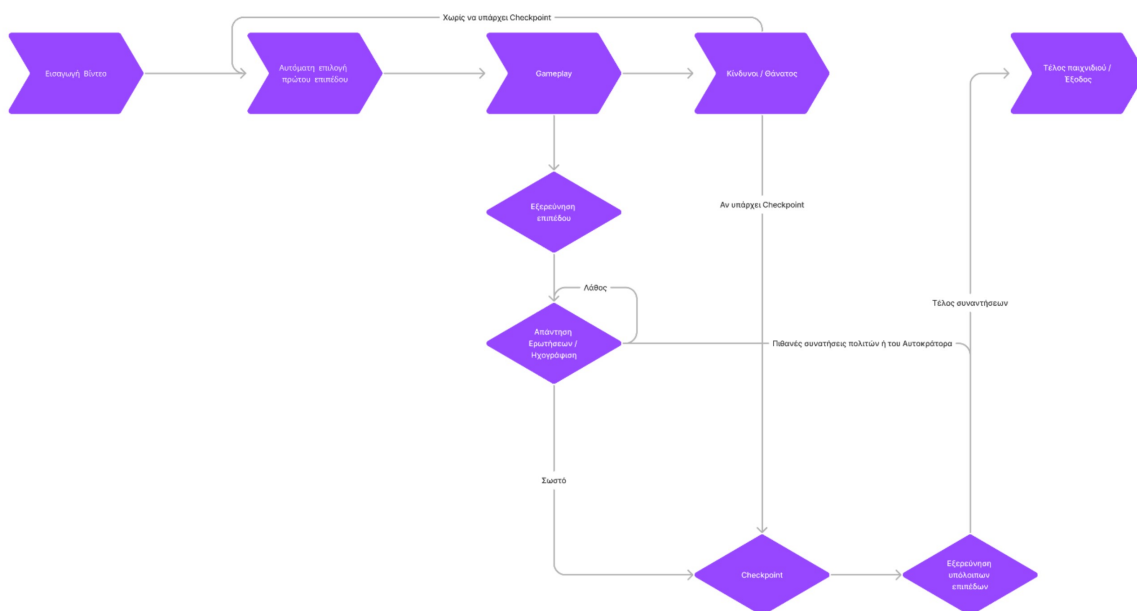 Χωρίς να υπάρχει Checkpoint
Εισαγωγή Βίντεο
Αυτόματη επιλογή
πρώτου επιπέδου
Gameplay
Κίνδυνοι / Θάνατος
Τέλος παιχνιδιού /
Έξοδος
Εξερεύνηση
επιπέδου
Αν υπάρχει Checkpoint
Λάθος
Τέλος συναντήσεων
Απάντηση
Ερωτήσεων /
Ηχογράφιση
Πιθανές συνατήσεις πολιτών ή του Αυτοκράτορα
Σωστό
Checkpoint
Εξερεύνηση
υπόλοιπων
επιπέδων